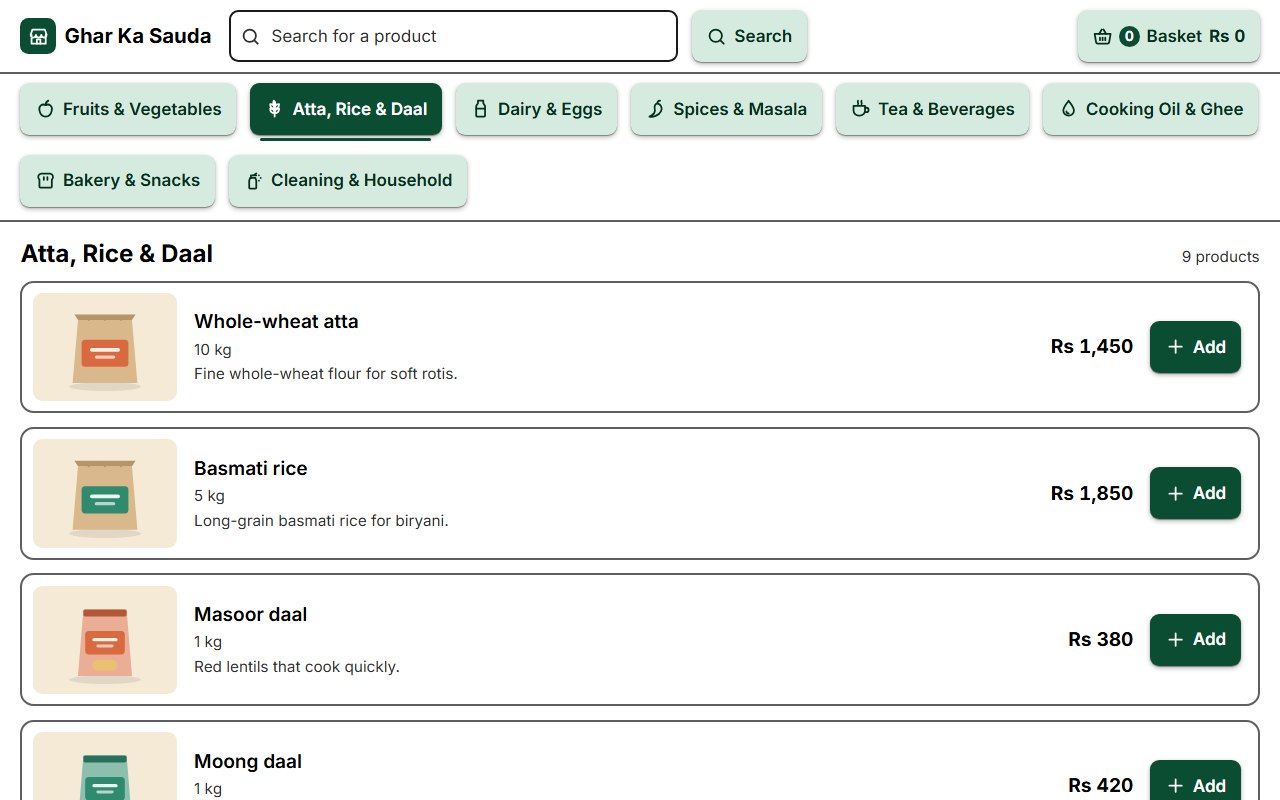 Ghar Ka Sauda
Search for a product
Search
0 Basket Rs 0
Fruits & Vegetables
Atta, Rice & Daal
Dairy & Eggs
Spices & Masala
Tea & Beverages
Cooking Oil & Ghee
Bakery & Snacks
Cleaning & Household
Atta, Rice & Daal
9 products
Whole-wheat atta
10 kg
Fine whole-wheat flour for soft rotis.
Rs 1,450
Add
Basmati rice
5 kg
Long-grain basmati rice for biryani.
Rs 1,850
Add
Masoor daal
1 kg
Red lentils that cook quickly.
Rs 380
Add
Moong daal
1 kg
Rs 420
Add